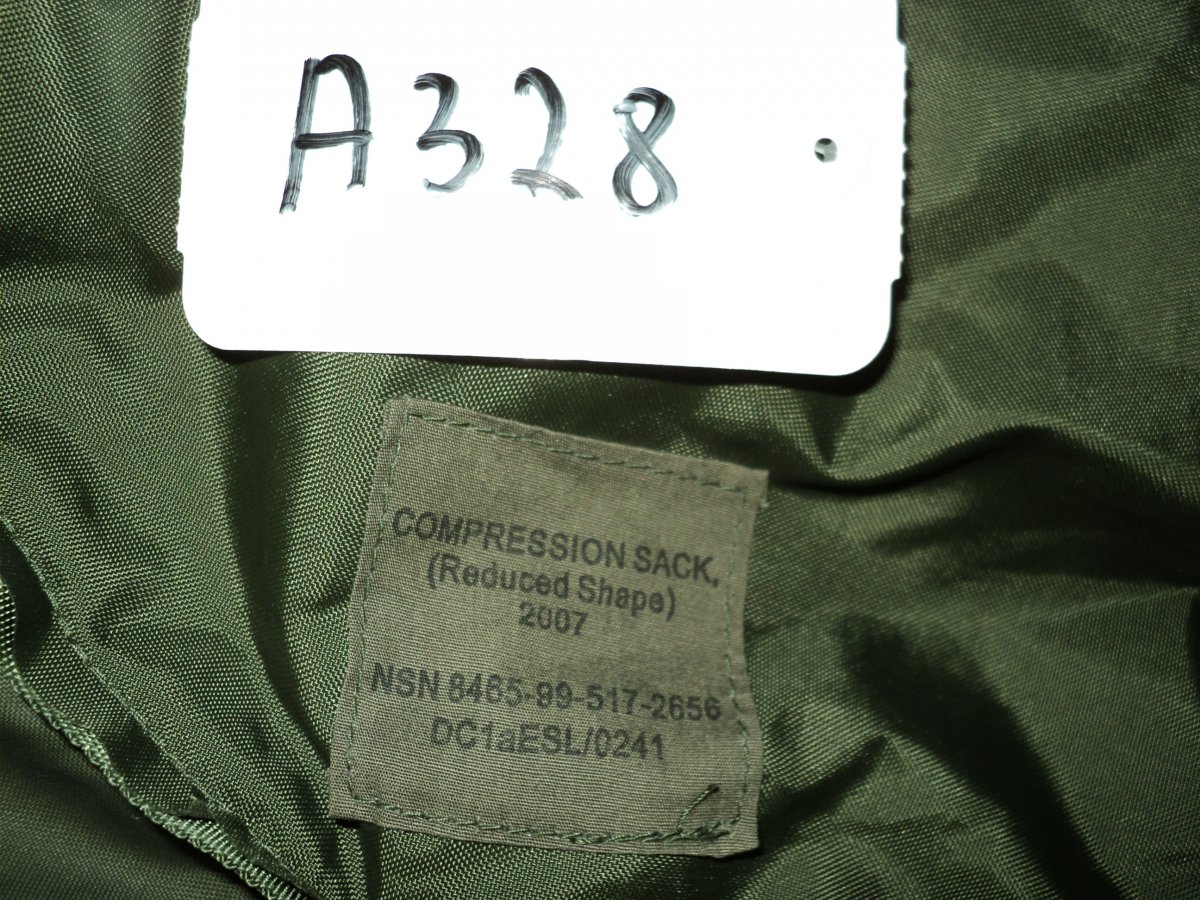 A328
COMPRESSION SACK,
(Reduced Shape)
2007
NSN 8465-99-517-2656
DC1aESL/0241